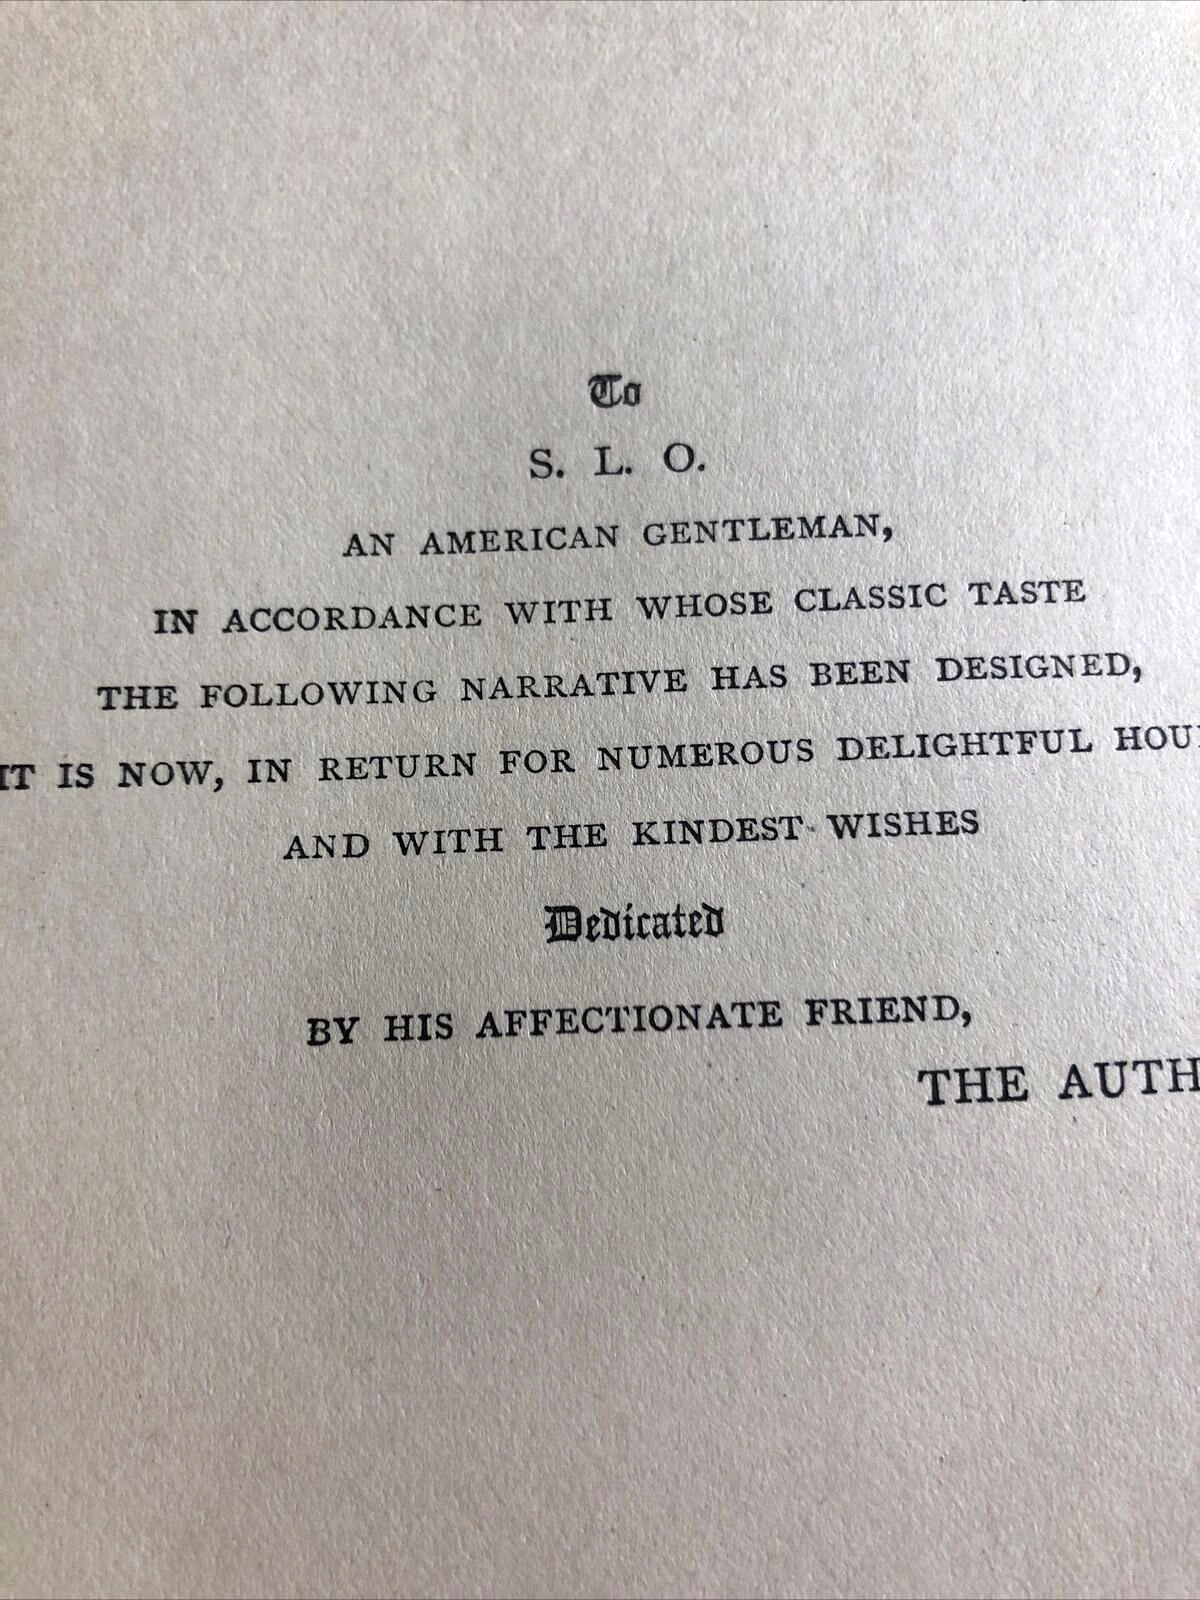 To
S. L. O.
AN AMERICAN GENTLEMAN,
IN ACCORDANCE WITH WHOSE CLASSIC TASTE
THE FOLLOWING NARRATIVE HAS BEEN DESIGNED,
IT IS NOW, IN RETURN FOR NUMEROUS DELIGHTFUL
AND WITH THE KINDEST WISHES
Dedicated
BY HIS AFFECTIONATE FRIEND,
THE